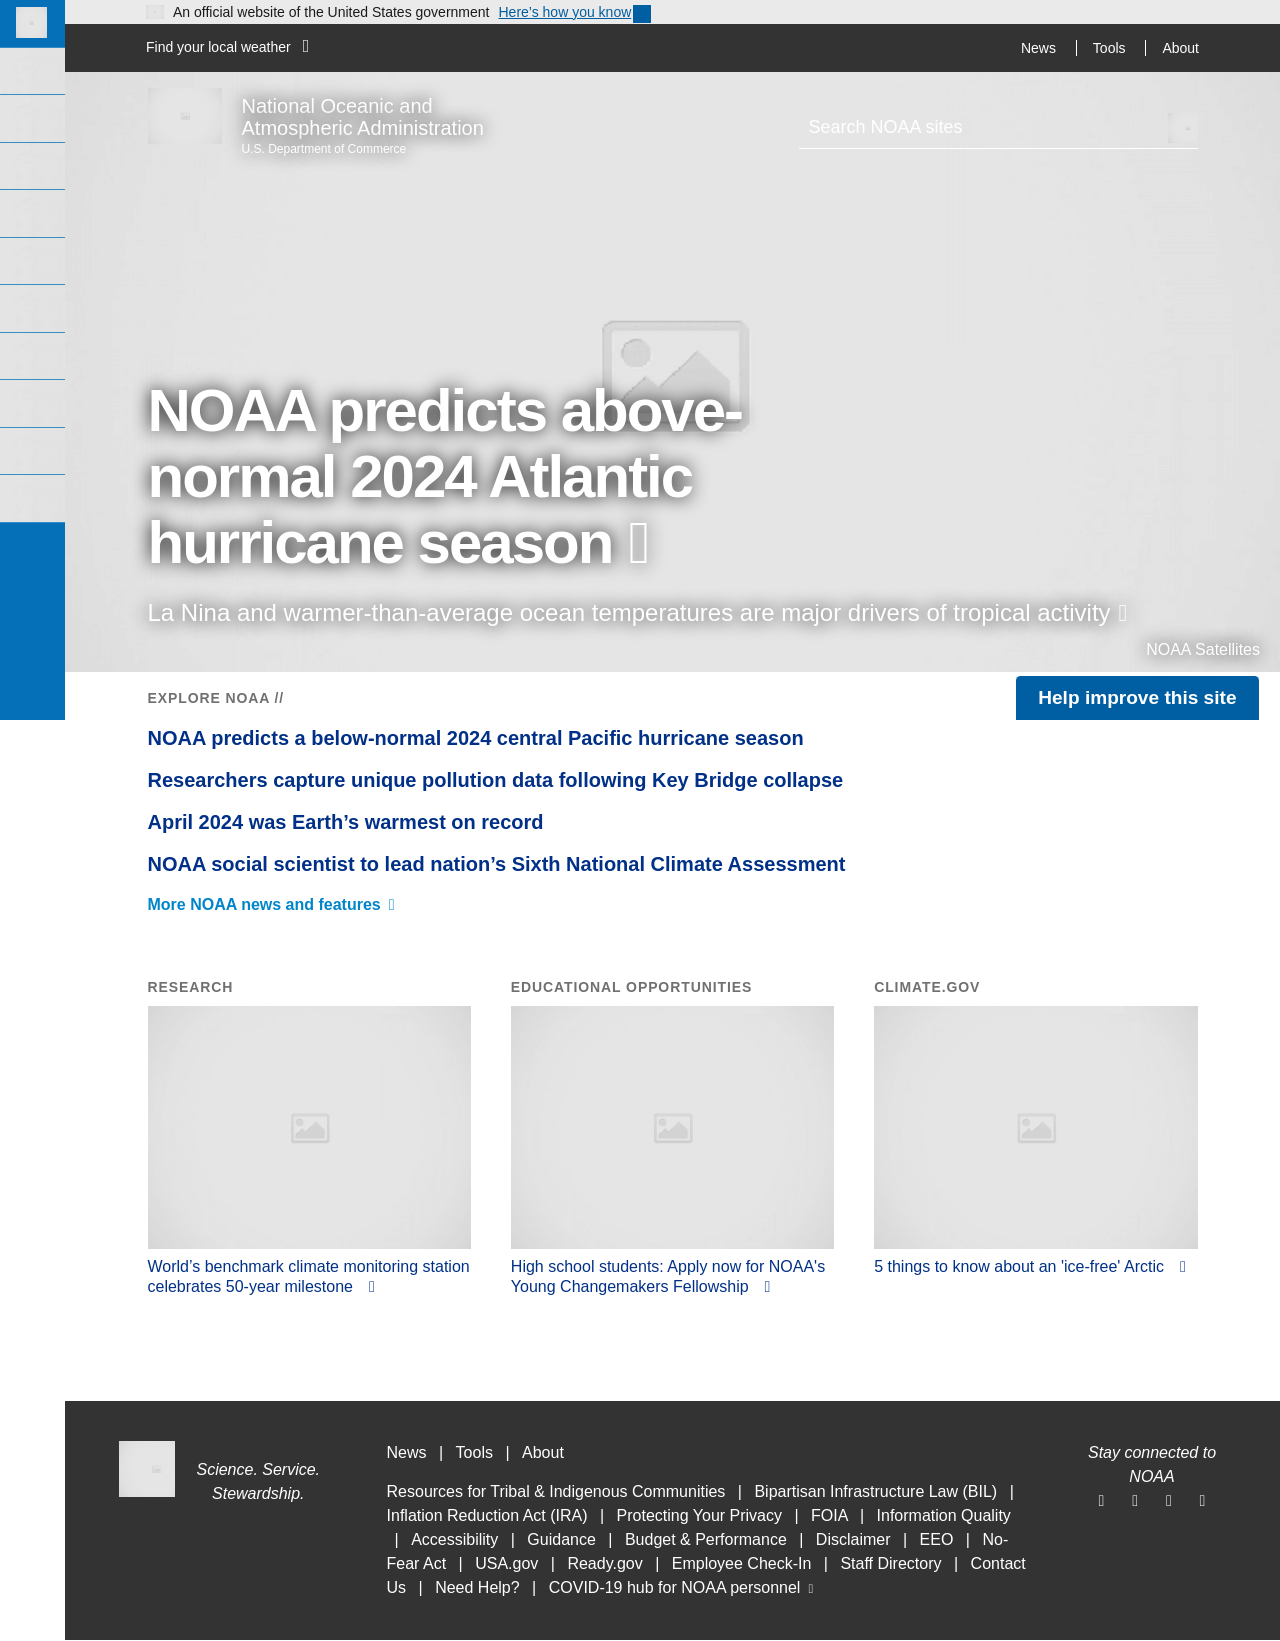 An official website of the United States government Here's how you know
Find your local weather
News
Tools
About
National Oceanic and
Atmospheric Administration
U.S. Department of Commerce
Search NOAA sites
NOAA predicts above-
normal 2024 Atlantic
hurricane season
La Nina and warmer-than-average ocean temperatures are major drivers of tropical activity
NOAA Satellites
EXPLORE NOAA //
Help improve this site
NOAA predicts a below-normal 2024 central Pacific hurricane season
Researchers capture unique pollution data following Key Bridge collapse
April 2024 was Earth’s warmest on record
NOAA social scientist to lead nation’s Sixth National Climate Assessment
More NOAA news and features
RESEARCH
World’s benchmark climate monitoring station
celebrates 50-year milestone
EDUCATIONAL OPPORTUNITIES
High school students: Apply now for NOAA's
Young Changemakers Fellowship
CLIMATE.GOV
5 things to know about an 'ice-free' Arctic
Science. Service.
Stewardship.
News | Tools | About
Resources for Tribal & Indigenous Communities | Bipartisan Infrastructure Law (BIL) |
Inflation Reduction Act (IRA) | Protecting Your Privacy | FOIA | Information Quality
| Accessibility | Guidance | Budget & Performance | Disclaimer | EEO | No-
Fear Act | USA.gov | Ready.gov | Employee Check-In | Staff Directory | Contact
Us | Need Help? | COVID-19 hub for NOAA personnel
Stay connected to
NOAA